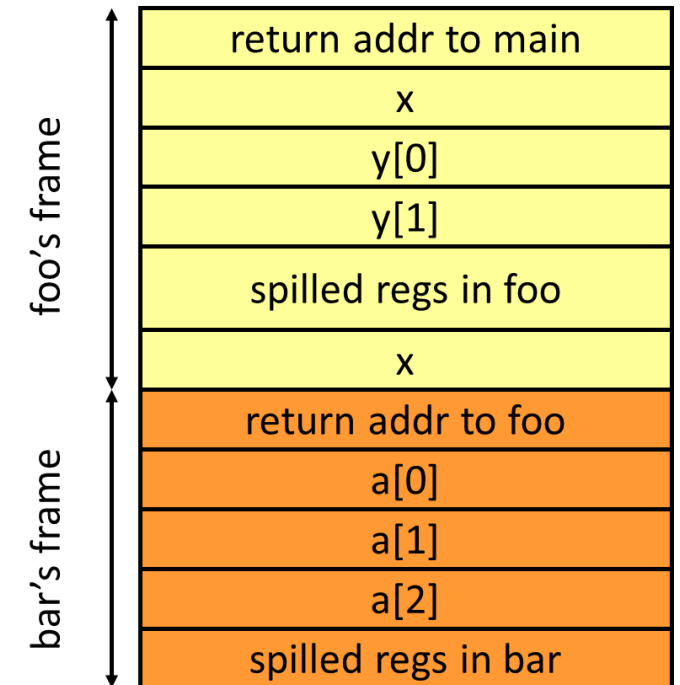 foo's frame
return addr to main
x
y[0]
y[1]
spilled regs in foo
x
bar's frame
return addr to foo
a[0]
a[1]
a[2]
spilled regs in bar